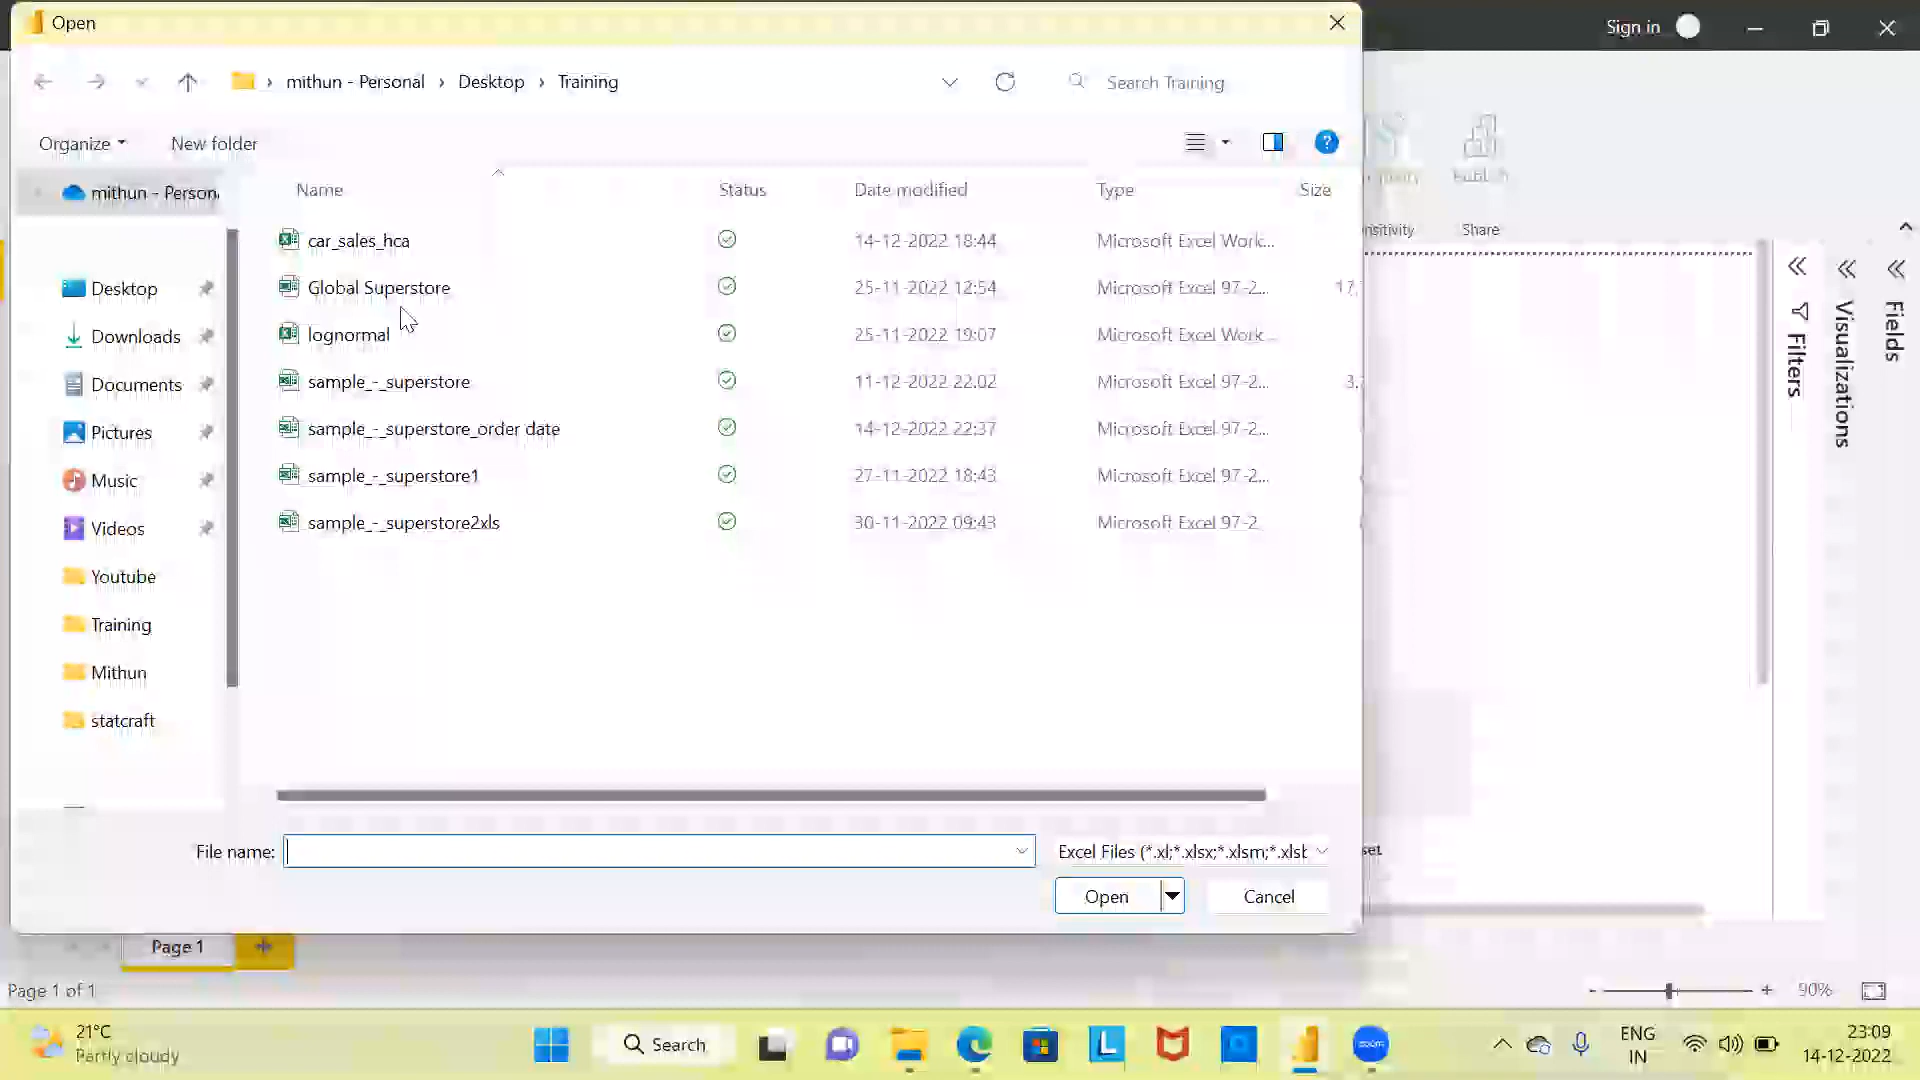 Open
Sign in
mithun - Personal › Desktop › Training
Search Training
Organize
New folder
?
Publish
mithun - Person
Name
Status
Date modified
Type
Size
nsitivity
Share
car_sales_hca
14-12-2022 18:44
Microsoft Excel Work...
Desktop
Global Superstore
25-11-2022 12:54
Microsoft Excel 97-2...
17,
Downloads
lognormal
25-11-2022 19:07
Microsoft Excel Work...
Documents
sample_-_superstore
11-12-2022 22:02
Microsoft Excel 97-2...
3,
Pictures
sample_-_superstore_order date
14-12-2022 22:37
Microsoft Excel 97-2...
Music
sample_-_superstore1
27-11-2022 18:43
Microsoft Excel 97-2...
Videos
sample_-_superstore2xls
30-11-2022 09:43
Microsoft Excel 97-2
Youtube
Training
Mithun
statcraft
Filters
Visualizations
Fields
File name:
Excel Files (*.xl;*.xlsx;*.xlsm;*.xlsb
set
Open
Cancel
Page 1
Page 1 of 1
90%
21°C
Partly cloudy
Search
zoom
ENG
IN
23:09
14-12-2022